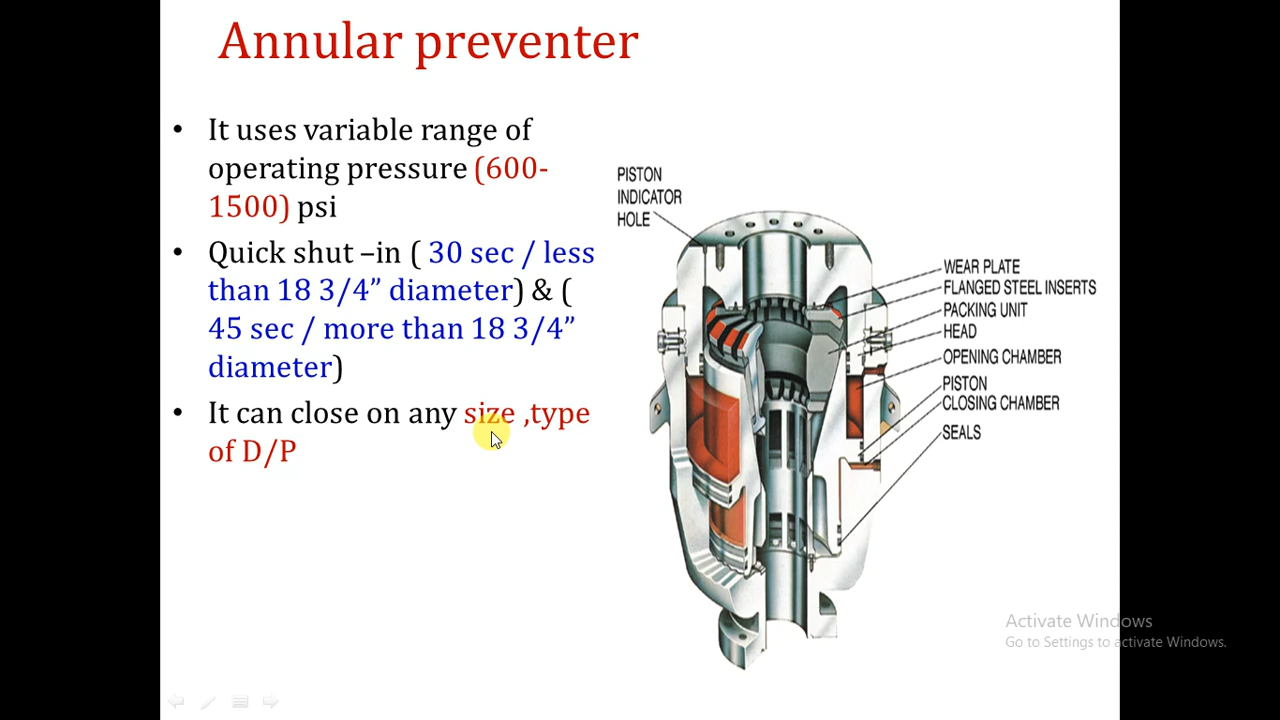 Annular preventer
• It uses variable range of
operating pressure (600-
1500) psi
• Quick shut –in ( 30 sec / less
than 18 3/4” diameter) & (
45 sec / more than 18 3/4”
diameter)
• It can close on any size ,type
of D/P
PISTON
INDICATOR
HOLE
WEAR PLATE
FLANGED STEEL INSERTS
PACKING UNIT
HEAD
OPENING CHAMBER
PISTON
CLOSING CHAMBER
SEALS
Activate Windows
Go to Settings to activate Windows.